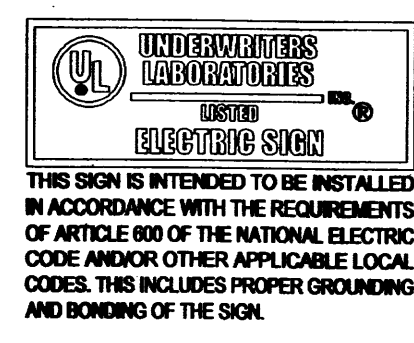 UL
UNDERWRITERS
LABORATORIES
INC. ®
LISTED
ELECTRIC SIGN
THIS SIGN IS INTENDED TO BE INSTALLED
IN ACCORDANCE WITH THE REQUIREMENTS
OF ARTICLE 600 OF THE NATIONAL ELECTRIC
CODE AND/OR OTHER APPLICABLE LOCAL
CODES. THIS INCLUDES PROPER GROUNDING
AND BONDING OF THE SIGN.